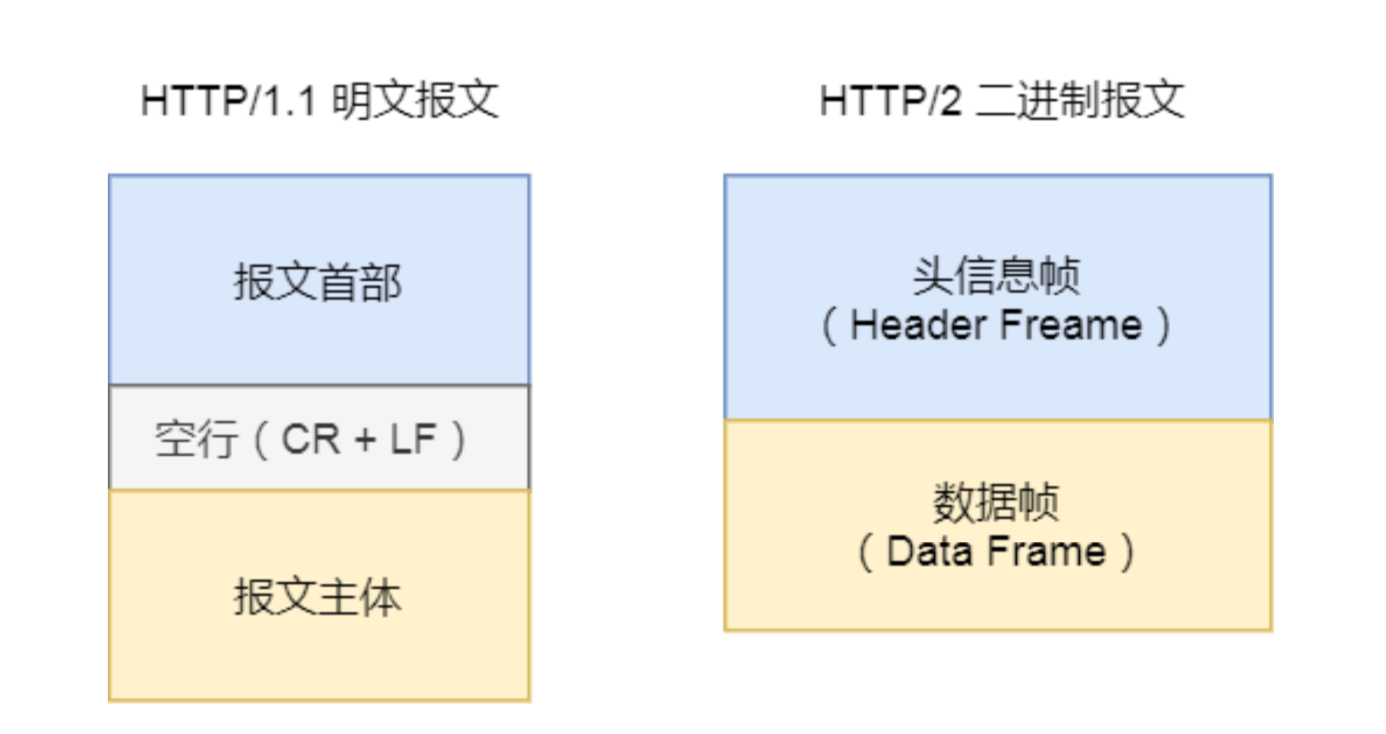 HTTP/1.1 明文报文
报文首部
空行（CR + LF）
报文主体
HTTP/2 二进制报文
头信息帧
（Header Freame）
数据帧
（Data Frame）